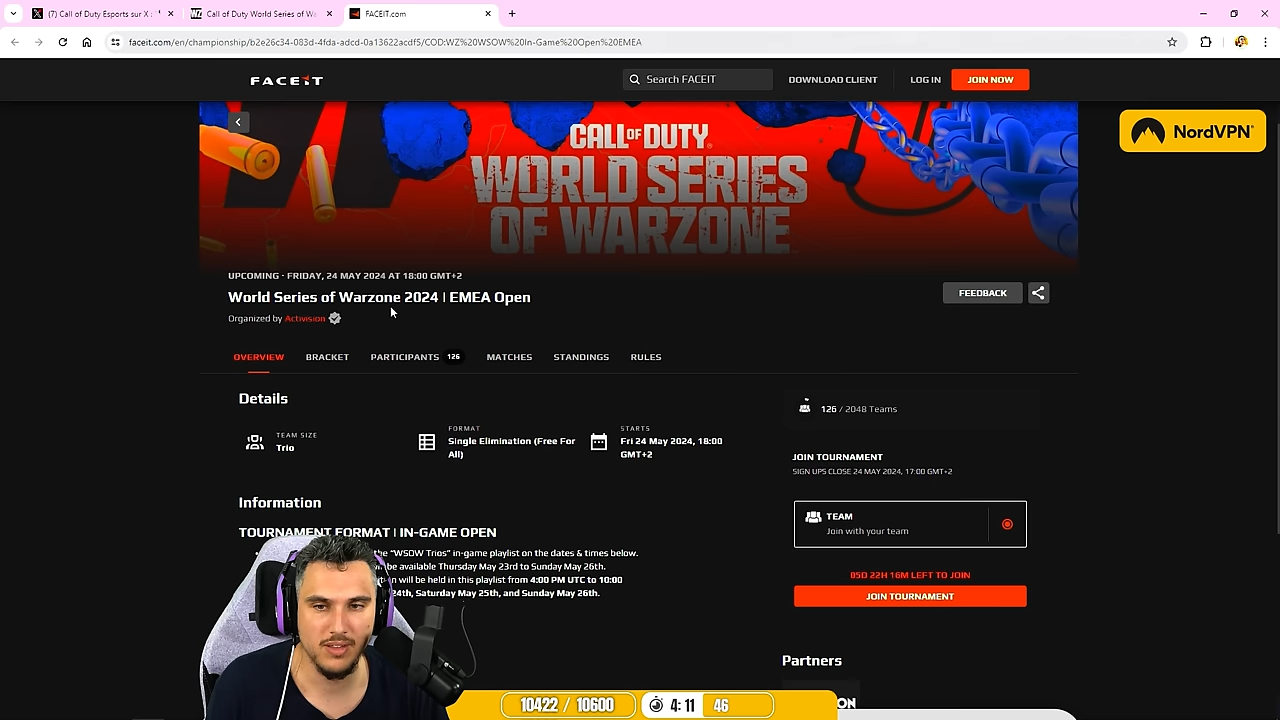 (7) Call of Duty Esports sur X : "
Call of Duty World Series of W
FACEIT.com
faceit.com/en/championship/b2e26c34-083d-4fda-adcd-0a13622acdf5/COD:WZ%20WSOW%20In-Game%20Open%20EMEA
FACEIT
Search FACEIT
DOWNLOAD CLIENT
LOG IN
JOIN NOW
NordVPN®
CALL OF DUTY®
WORLD SERIES
OF WARZONE
UPCOMING · FRIDAY, 24 MAY 2024 AT 18:00 GMT+2
World Series of Warzone 2024 | EMEA Open
FEEDBACK
Organized by Activision
OVERVIEW
BRACKET
PARTICIPANTS 126
MATCHES
STANDINGS
RULES
Details
TEAM SIZE
Trio
FORMAT
Single Elimination (Free For
All)
STARTS
Fri 24 May 2024, 18:00
GMT+2
126 / 2048 Teams
JOIN TOURNAMENT
SIGN UPS CLOSE 24 MAY 2024, 17:00 GMT+2
TEAM
Join with your team
05D 22H 16M LEFT TO JOIN
JOIN TOURNAMENT
Information
TOURNAMENT FORMAT | IN-GAME OPEN
the "WSOW Trios" in-game playlist on the dates & times below.
be available Thursday May 23rd to Sunday May 26th.
will be held in this playlist from 4:00 PM UTC to 10:00
24th, Saturday May 25th, and Sunday May 26th.
Partners
ON
10422 / 10600
4:11
46